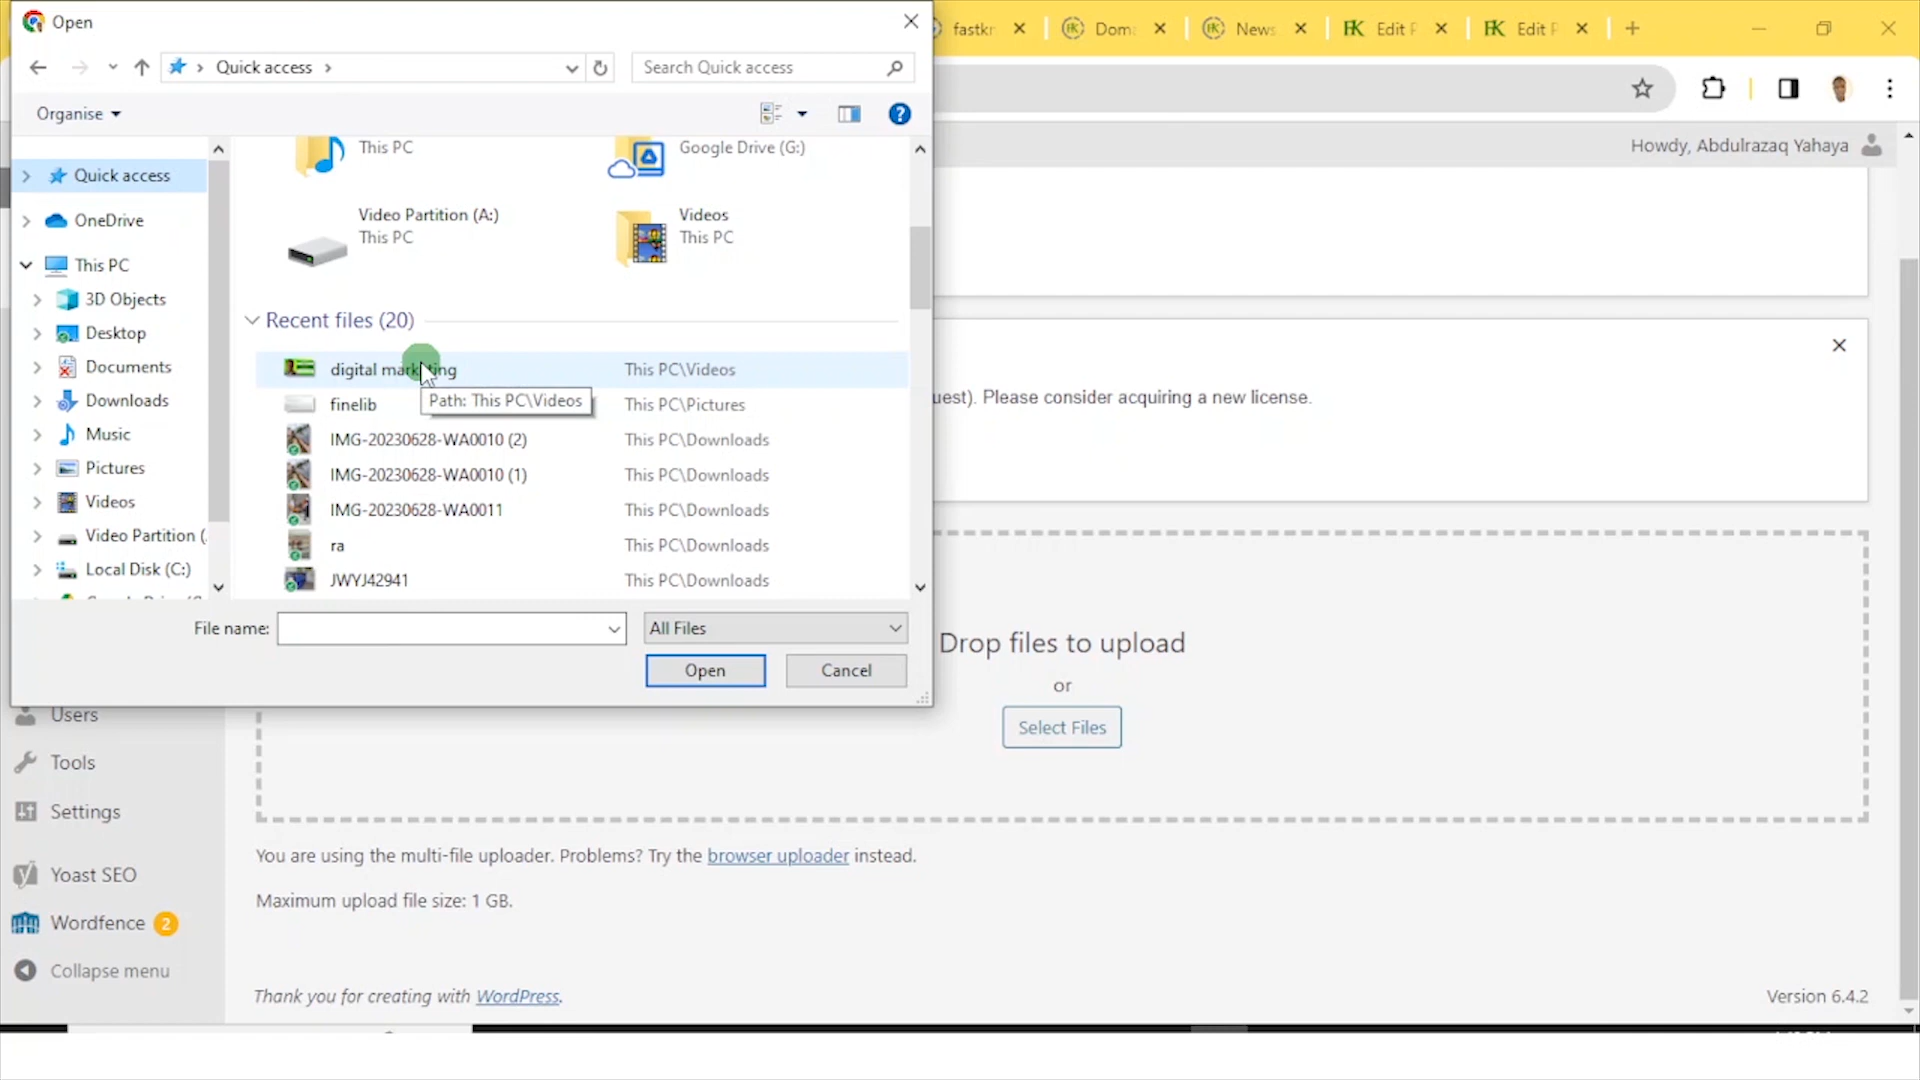 Open
fastkr
Dom
News
Edit P
Edit P
Quick access
Search Quick access
Organise
Howdy, Abdulrazaq Yahaya
Quick access
OneDrive
This PC
3D Objects
Desktop
Documents
Downloads
Music
Pictures
Videos
Video Partition (
Local Disk (C:)
This PC
Google Drive (G:)
Video Partition (A:)
This PC
Videos
This PC
Recent files (20)
digital marketing This PC\Videos
Path: This PC\Videos
finelib This PC\Pictures
IMG-20230628-WA0010 (2) This PC\Downloads
IMG-20230628-WA0010 (1) This PC\Downloads
IMG-20230628-WA0011 This PC\Downloads
ra This PC\Downloads
JWYJ42941 This PC\Downloads
File name:
All Files
Open
Cancel
uest). Please consider acquiring a new license.
Drop files to upload
or
Select Files
Users
Tools
Settings
Yoast SEO
Wordfence 2
Collapse menu
You are using the multi-file uploader. Problems? Try the browser uploader instead.
Maximum upload file size: 1 GB.
Thank you for creating with WordPress.
Version 6.4.2